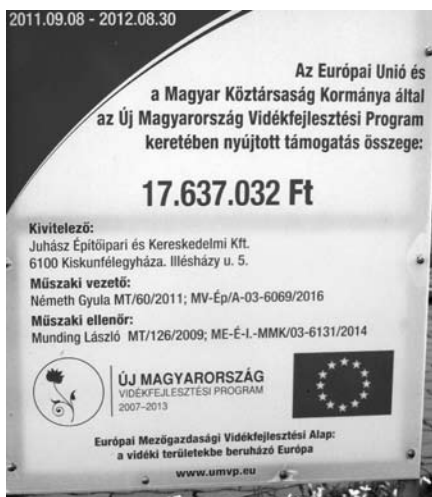 2011.09.08 - 2012.08.30
Az Európai Unió és
a Magyar Köztársaság Kormánya által
az Új Magyarország Vidékfejlesztési Program
keretében nyújtott támogatás összege:
17.637.032 Ft
Kivitelező:
Juhász Építőipari és Kereskedelmi Kft.
6100 Kiskunfélegyháza. Illésházy u. 5.
Műszaki vezető:
Németh Gyula MT/60/2011; MV-Ép/A-03-6069/2016
Műszaki ellenőr:
Munding László MT/126/2009; ME-É-I.-MMK/03-6131/2014
ÚJ MAGYARORSZÁG
VIDÉKFEJLESZTÉSI PROGRAM
2007–2013
Európai Mezőgazdasági Vidékfejlesztési Alap:
a vidéki területekbe beruházó Európa
www.umvp.eu